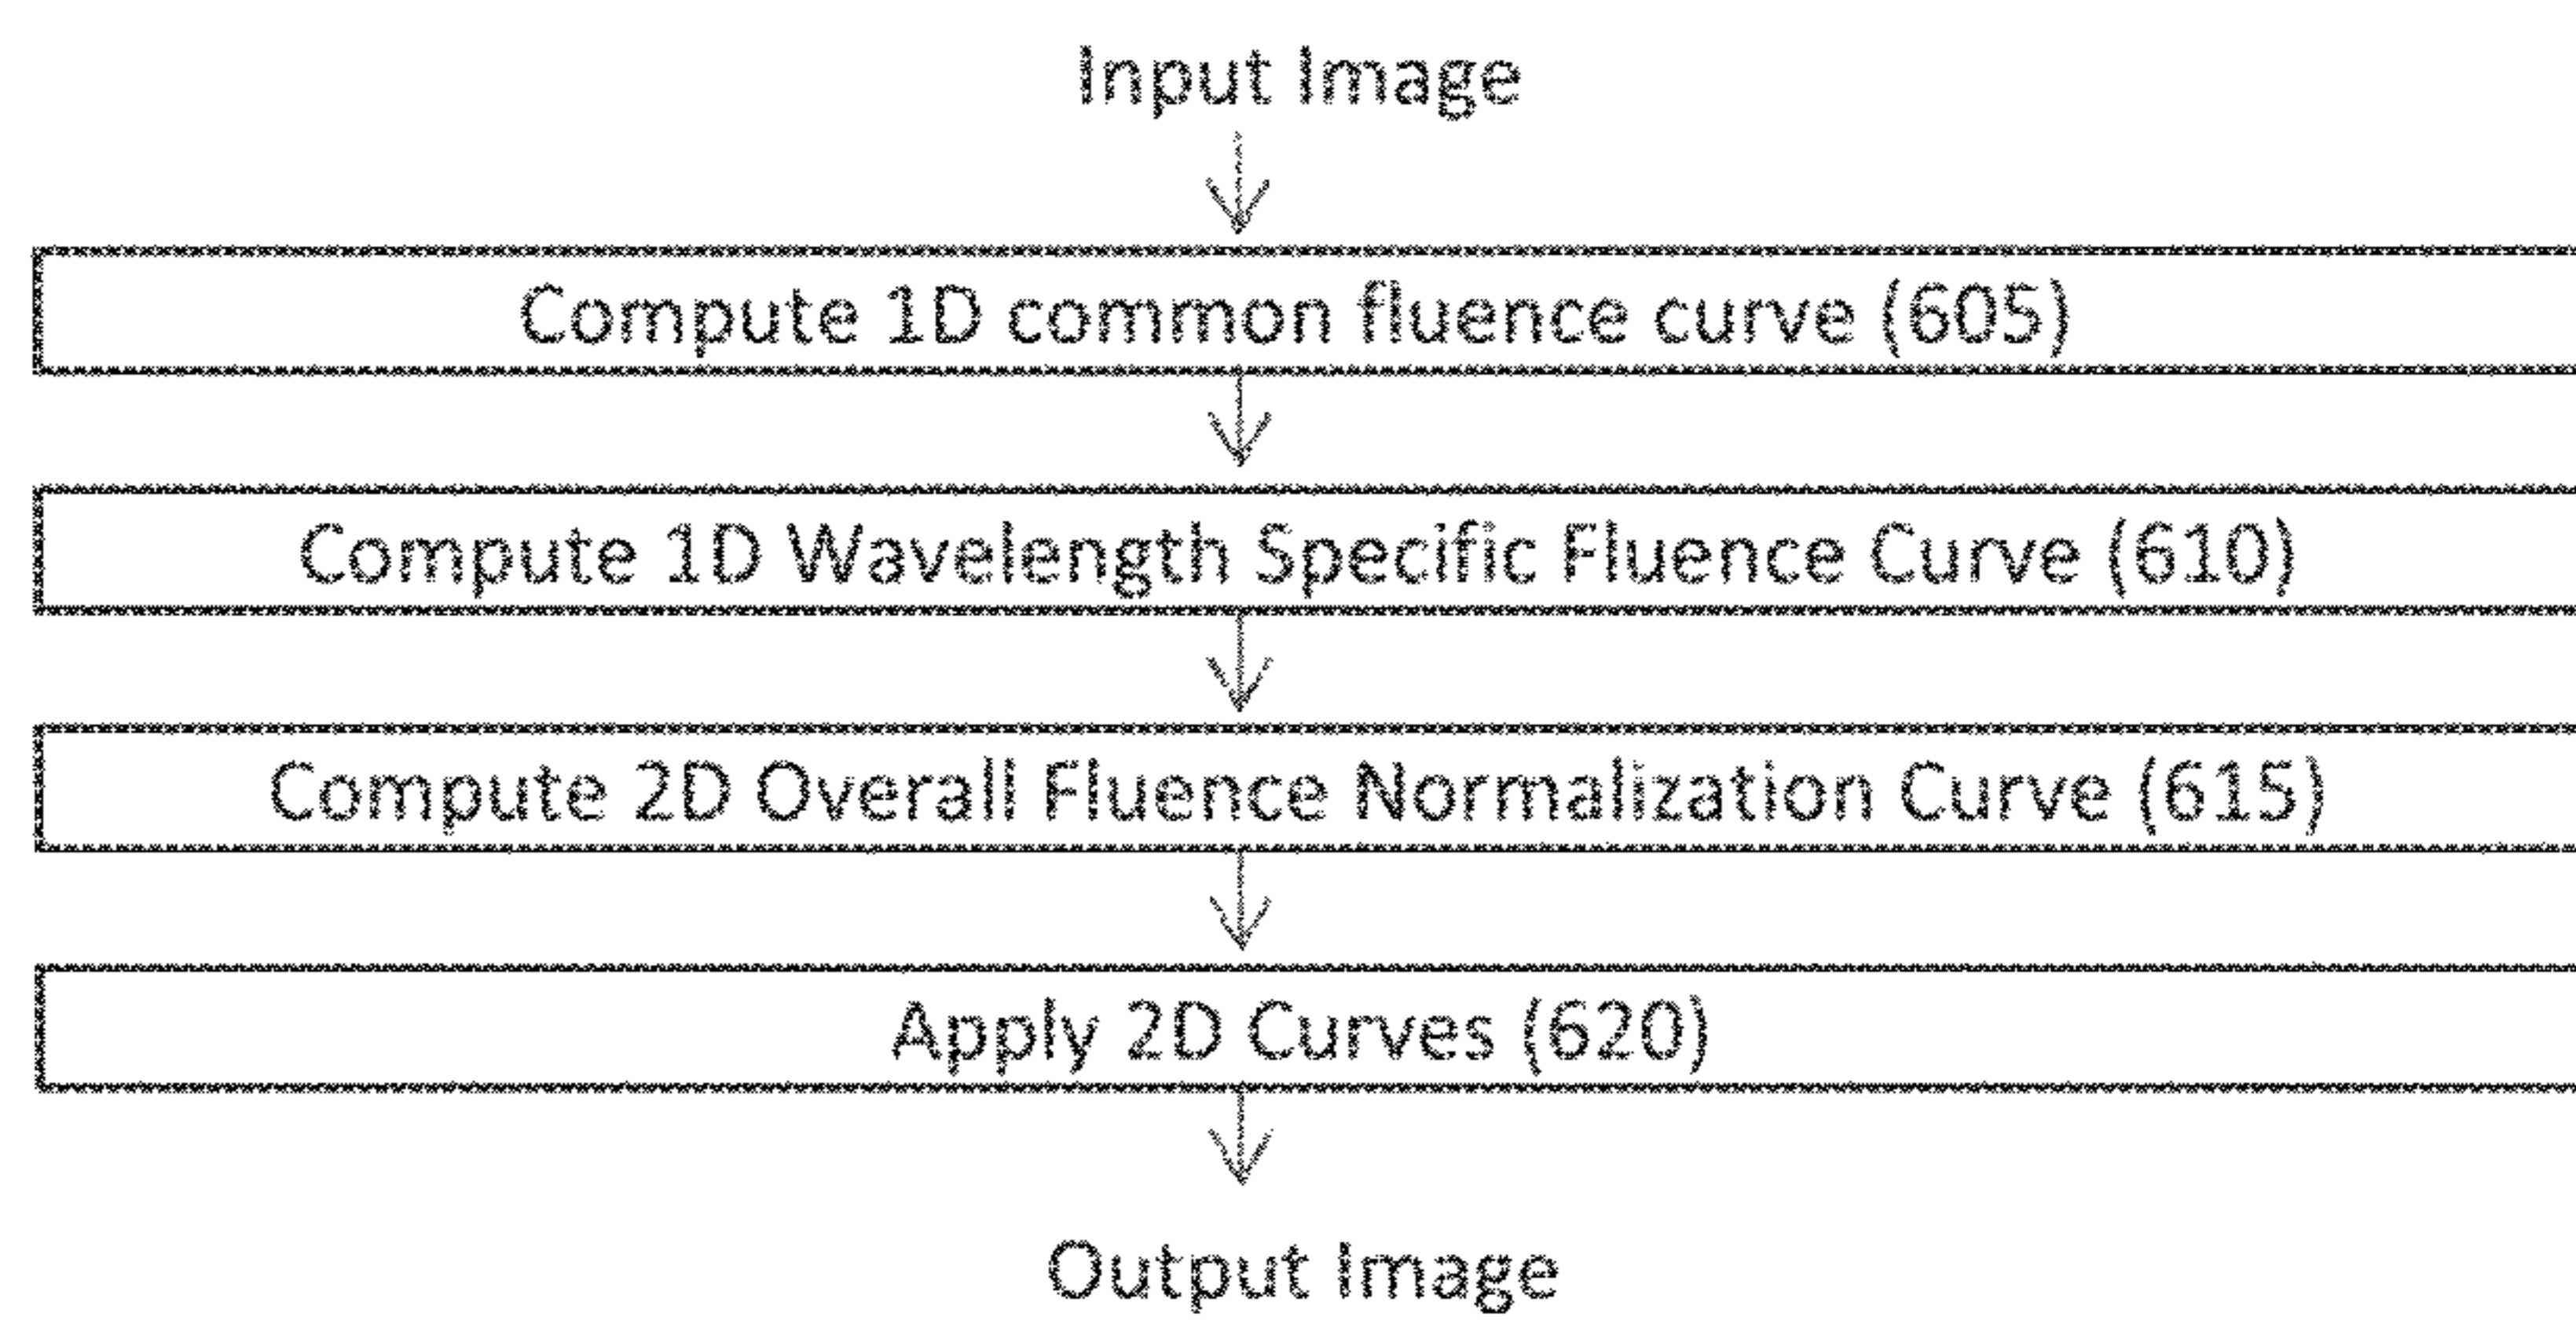 Input Image
Compute 1D common fluence curve (605)
Compute 1D Wavelength Specific Fluence Curve (610)
Compute 2D Overall Fluence Normalization Curve (615)
Apply 2D Curves (620)
Output Image